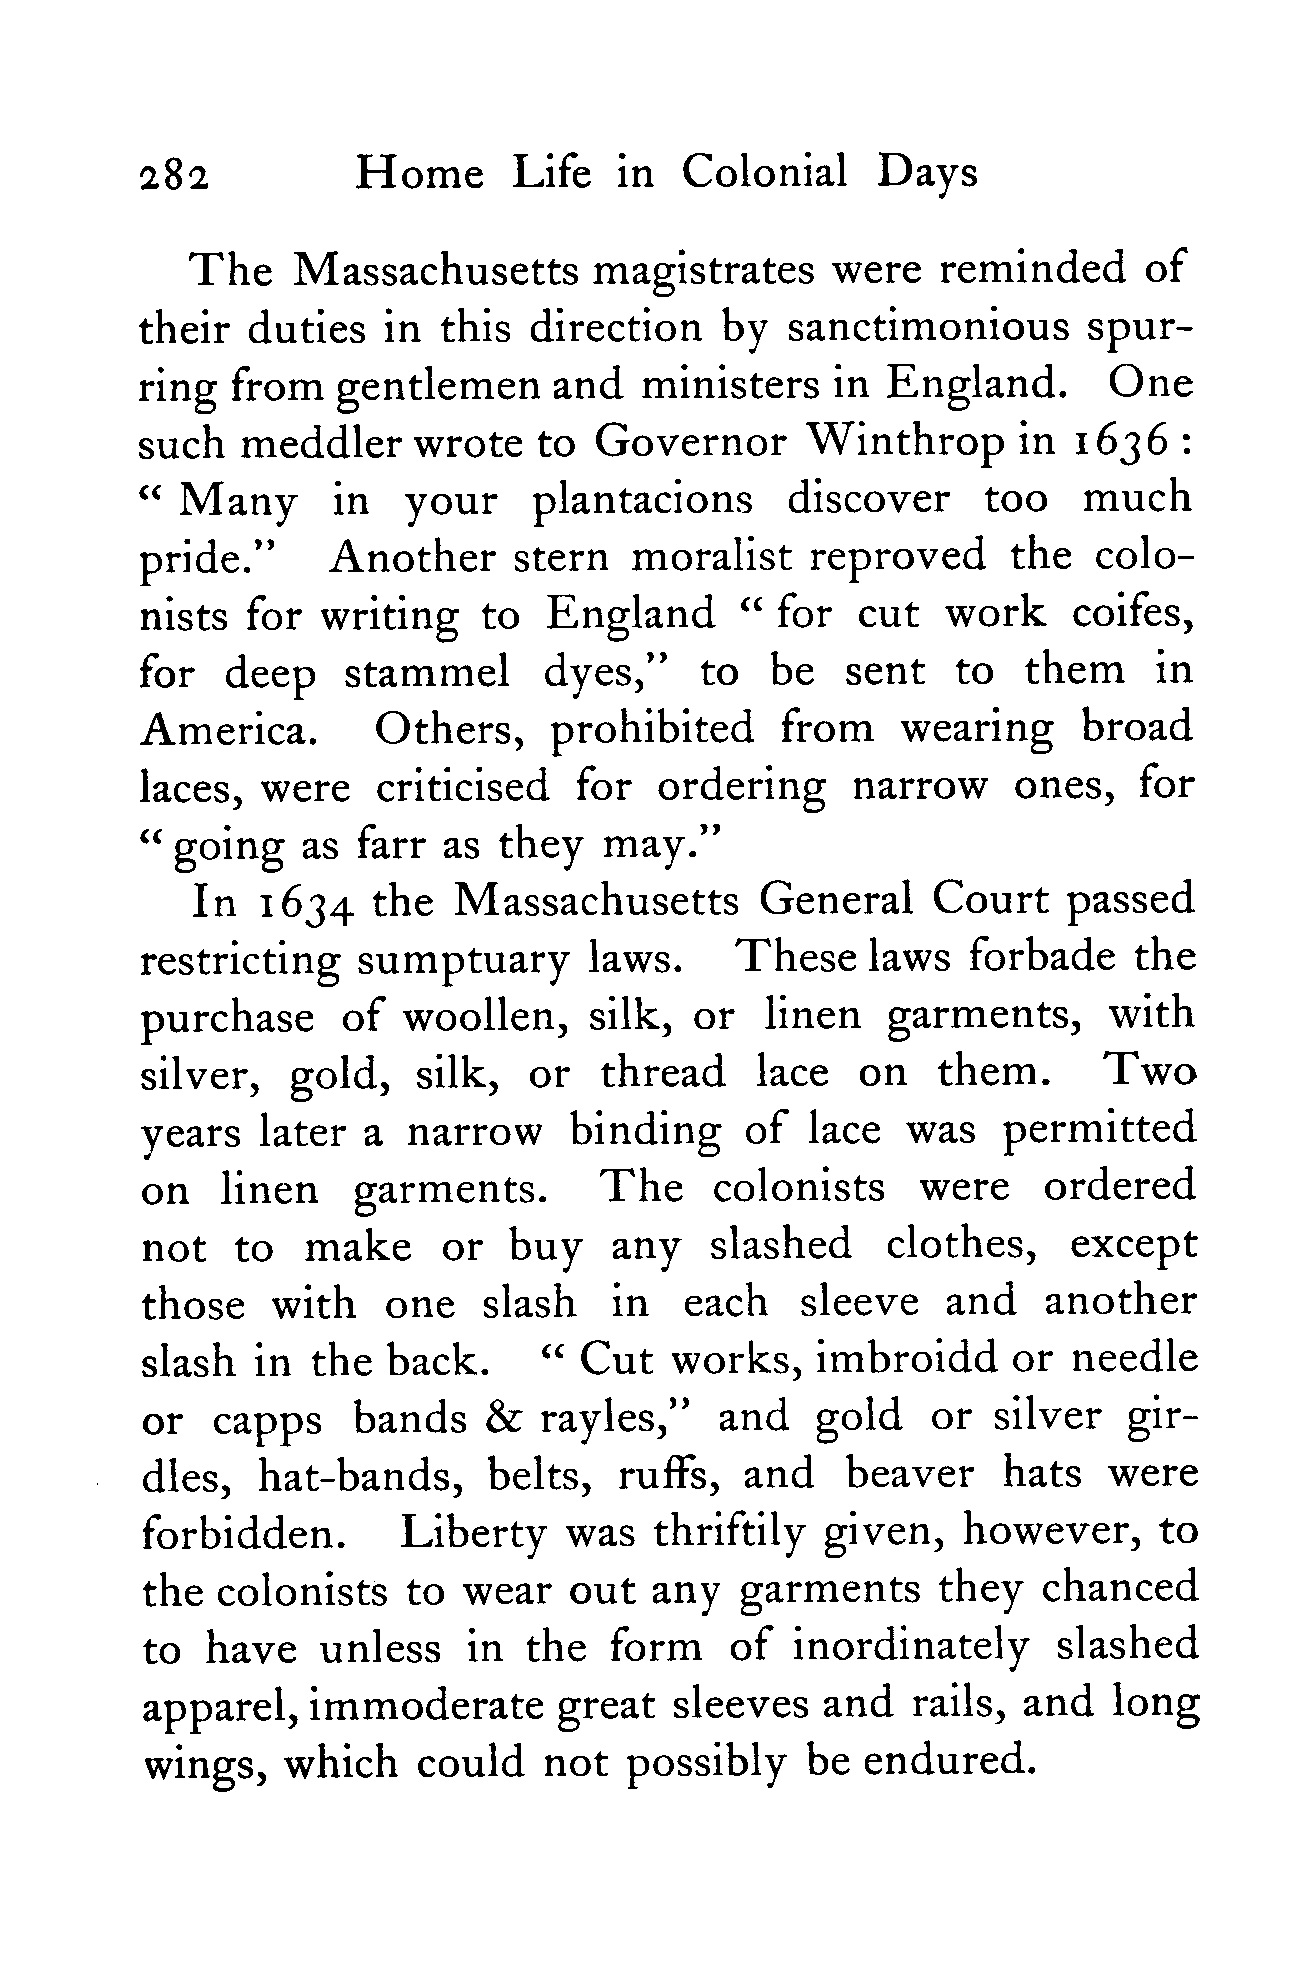 282 Home Life in Colonial Days
The Massachusetts magistrates were reminded of
their duties in this direction by sanctimonious spur-
ring from gentlemen and ministers in England. One
such meddler wrote to Governor Winthrop in 1636 :
“ Many in your plantacions discover too much
pride.” Another stern moralist reproved the colo-
nists for writing to England “ for cut work coifes,
for deep stammel dyes,” to be sent to them in
America. Others, prohibited from wearing broad
laces, were criticised for ordering narrow ones, for
“ going as farr as they may.”
In 1634 the Massachusetts General Court passed
restricting sumptuary laws. These laws forbade the
purchase of woollen, silk, or linen garments, with
silver, gold, silk, or thread lace on them. Two
years later a narrow binding of lace was permitted
on linen garments. The colonists were ordered
not to make or buy any slashed clothes, except
those with one slash in each sleeve and another
slash in the back. “ Cut works, imbroidd or needle
or capps bands & rayles,” and gold or silver gir-
dles, hat-bands, belts, ruffs, and beaver hats were
forbidden. Liberty was thriftily given, however, to
the colonists to wear out any garments they chanced
to have unless in the form of inordinately slashed
apparel, immoderate great sleeves and rails, and long
wings, which could not possibly be endured.